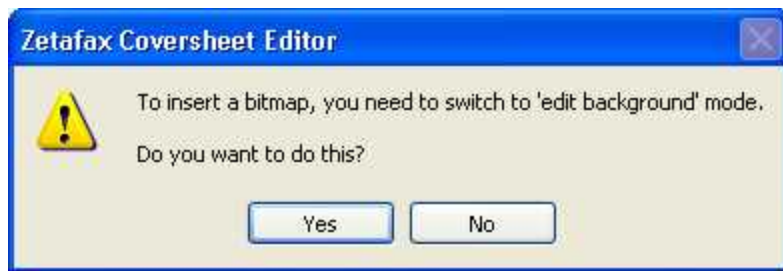 Zetafax Coversheet Editor
To insert a bitmap, you need to switch to 'edit background' mode.
Do you want to do this?
Yes No